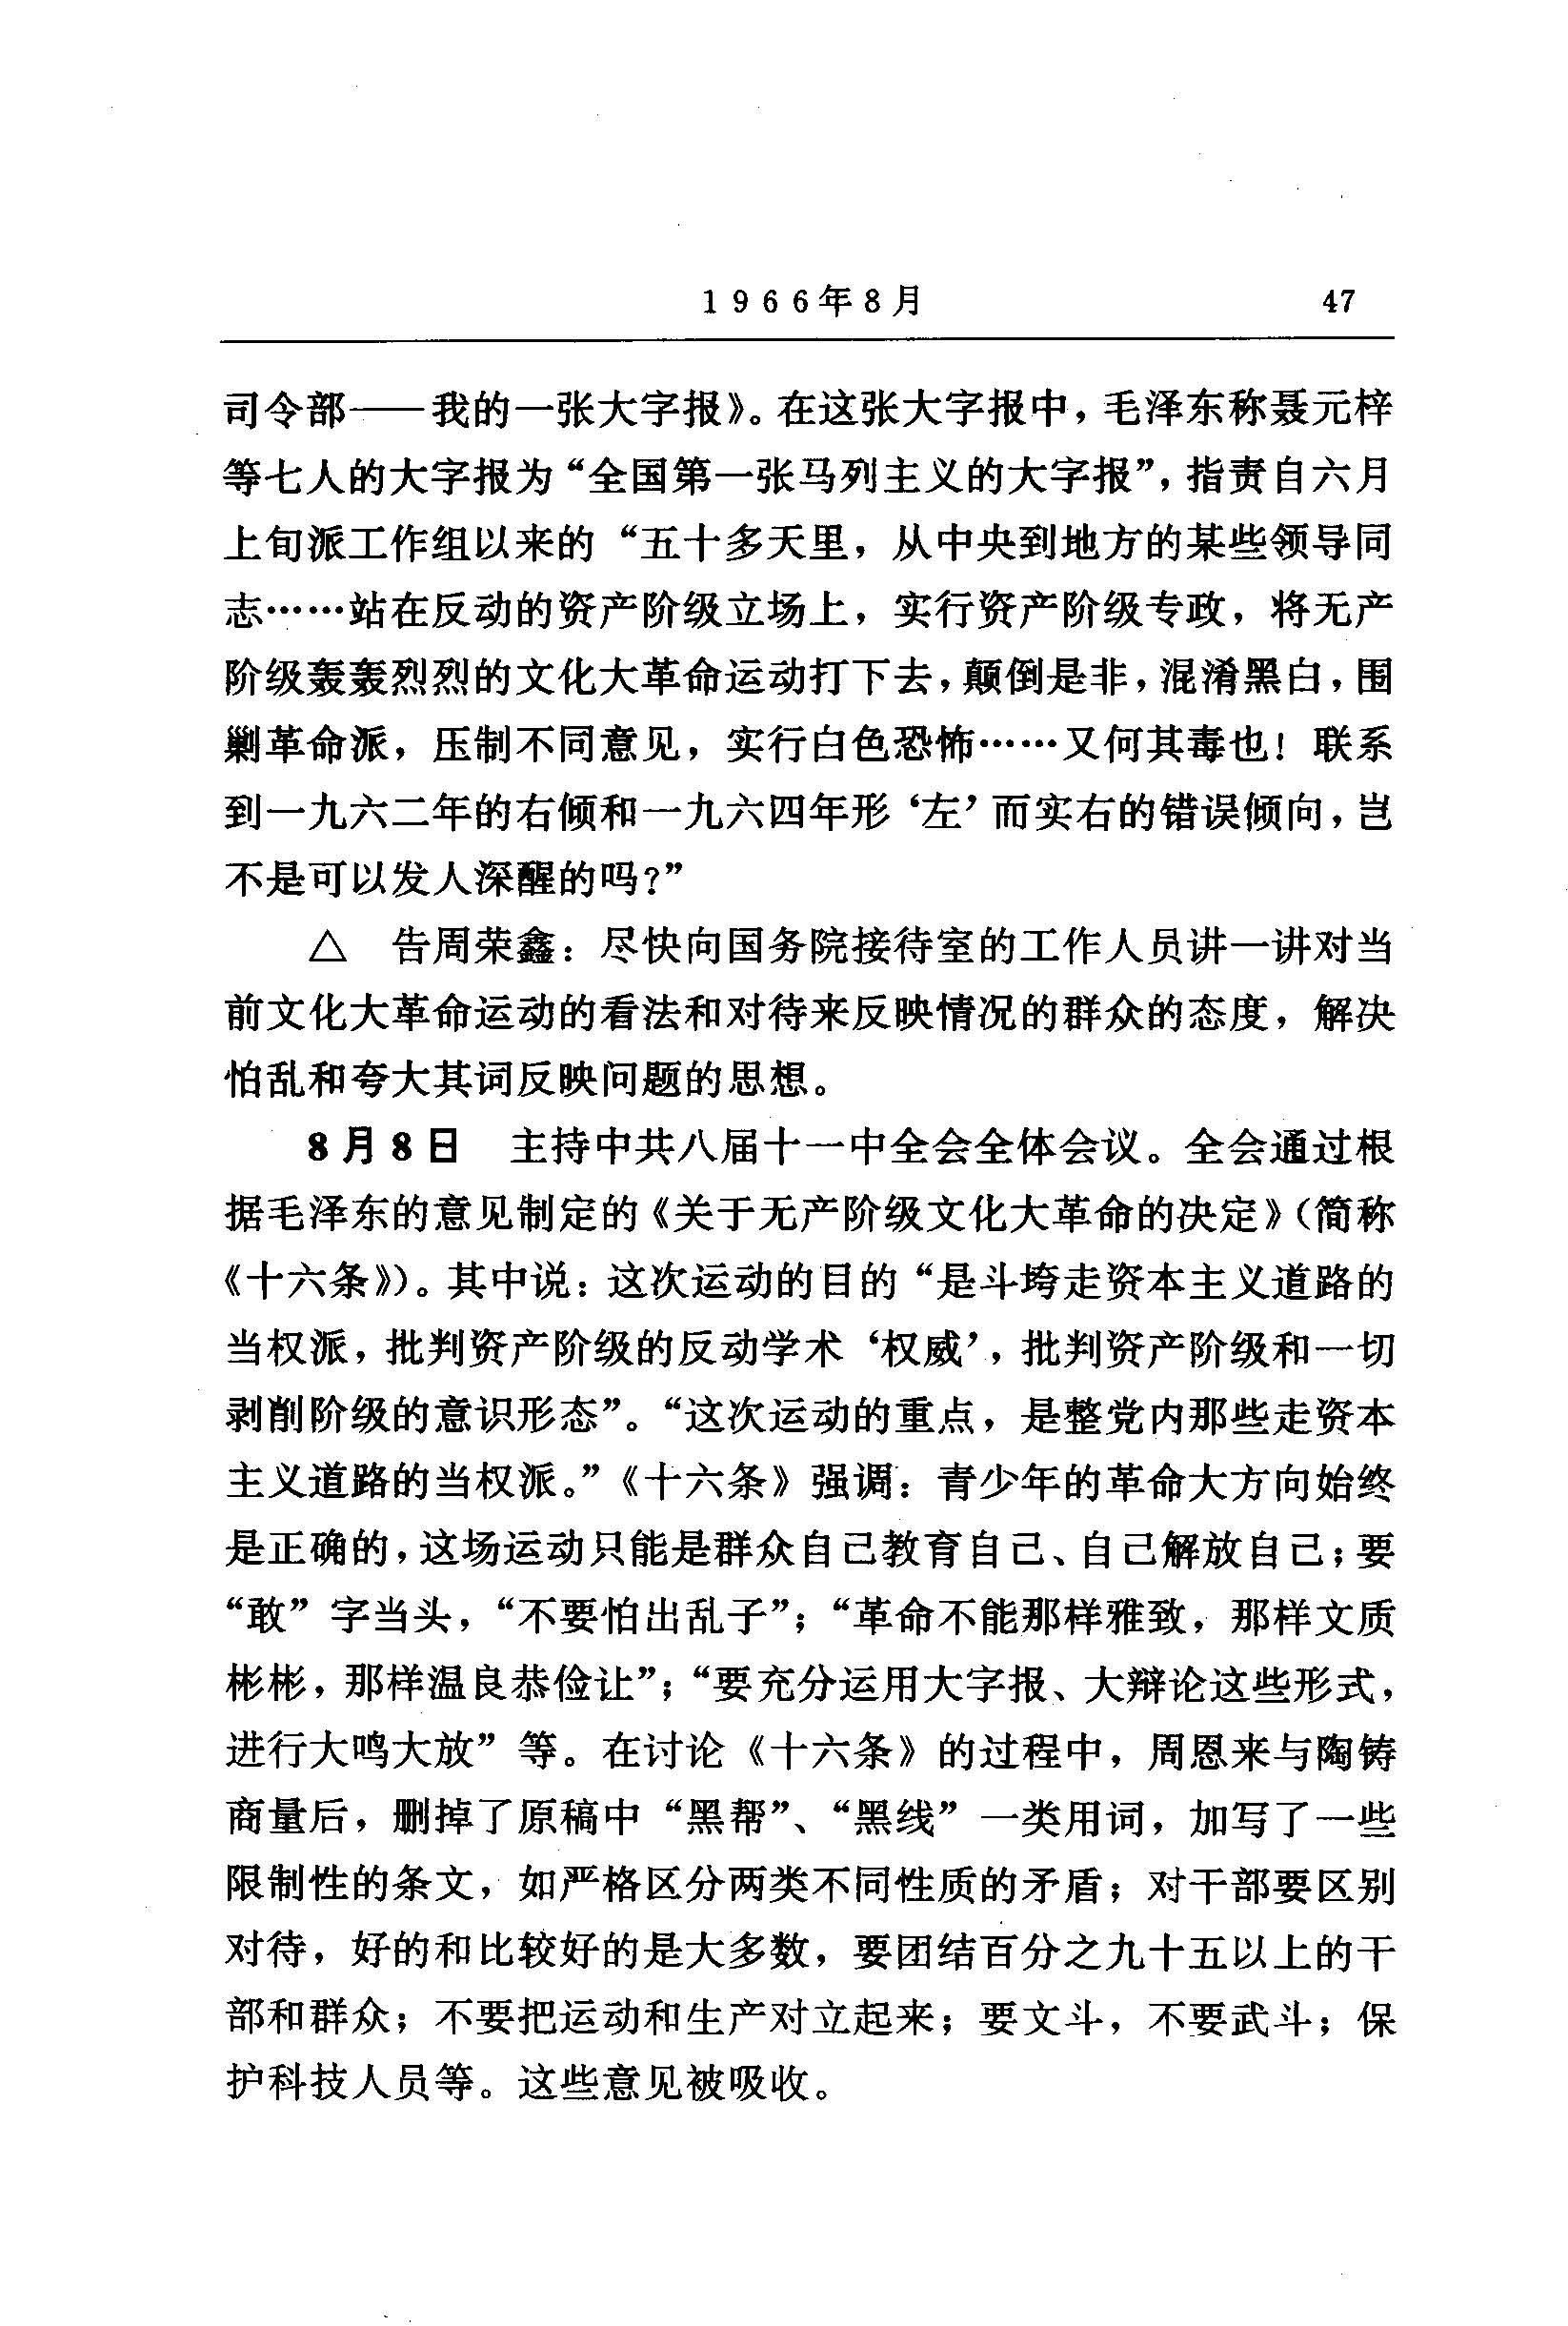 1966年8月 47
司令部——我的一张大字报》。在这张大字报中，毛泽东称聂元梓
等七人的大字报为“全国第一张马列主义的大字报”，指责自六月
上旬派工作组以来的“五十多天里，从中央到地方的某些领导同
志……站在反动的资产阶级立场上，实行资产阶级专政，将无产
阶级轰轰烈烈的文化大革命运动打下去，颠倒是非，混淆黑白，围
剿革命派，压制不同意见，实行白色恐怖……又何其毒也！联系
到一九六二年的右倾和一九六四年形‘左’而实右的错误倾向，岂
不是可以发人深醒的吗？”
△　告周荣鑫：尽快向国务院接待室的工作人员讲一讲对当
前文化大革命运动的看法和对待来反映情况的群众的态度，解决
怕乱和夸大其词反映问题的思想。
8月8日　主持中共八届十一中全会全体会议。全会通过根
据毛泽东的意见制定的《关于无产阶级文化大革命的决定》（简称
《十六条》）。其中说：这次运动的目的“是斗垮走资本主义道路的
当权派，批判资产阶级的反动学术‘权威’，批判资产阶级和一切
剥削阶级的意识形态”。“这次运动的重点，是整党内那些走资本
主义道路的当权派。”《十六条》强调：青少年的革命大方向始终
是正确的，这场运动只能是群众自己教育自己、自己解放自己；要
“敢”字当头，“不要怕出乱子”；“革命不能那样雅致，那样文质
彬彬，那样温良恭俭让”；“要充分运用大字报、大辩论这些形式，
进行大鸣大放”等。在讨论《十六条》的过程中，周恩来与陶铸
商量后，删掉了原稿中“黑帮”、“黑线”一类用词，加写了一些
限制性的条文，如严格区分两类不同性质的矛盾；对干部要区别
对待，好的和比较好的是大多数，要团结百分之九十五以上的干
部和群众；不要把运动和生产对立起来；要文斗，不要武斗；保
护科技人员等。这些意见被吸收。